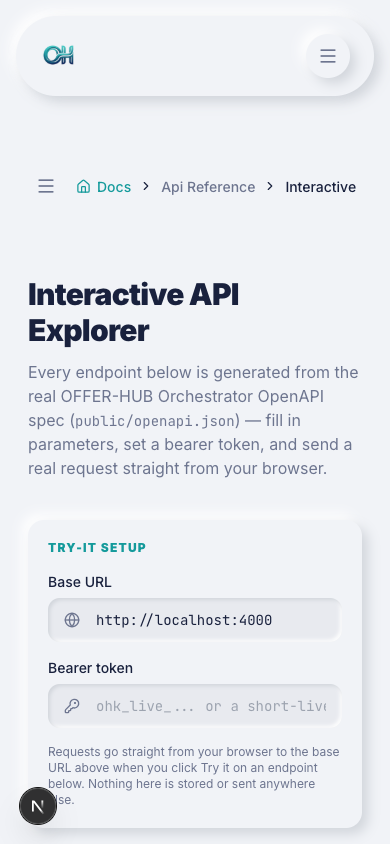 OH
Docs > Api Reference > Interactive
Interactive API
Explorer
Every endpoint below is generated from the
real OFFER-HUB Orchestrator OpenAPI
spec (public/openapi.json) — fill in
parameters, set a bearer token, and send a
real request straight from your browser.
TRY-IT SETUP
Base URL
http://localhost:4000
Bearer token
ohk_live_... or a short-live
Requests go straight from your browser to the base
URL above when you click Try it on an endpoint
below. Nothing here is stored or sent anywhere
else.
N